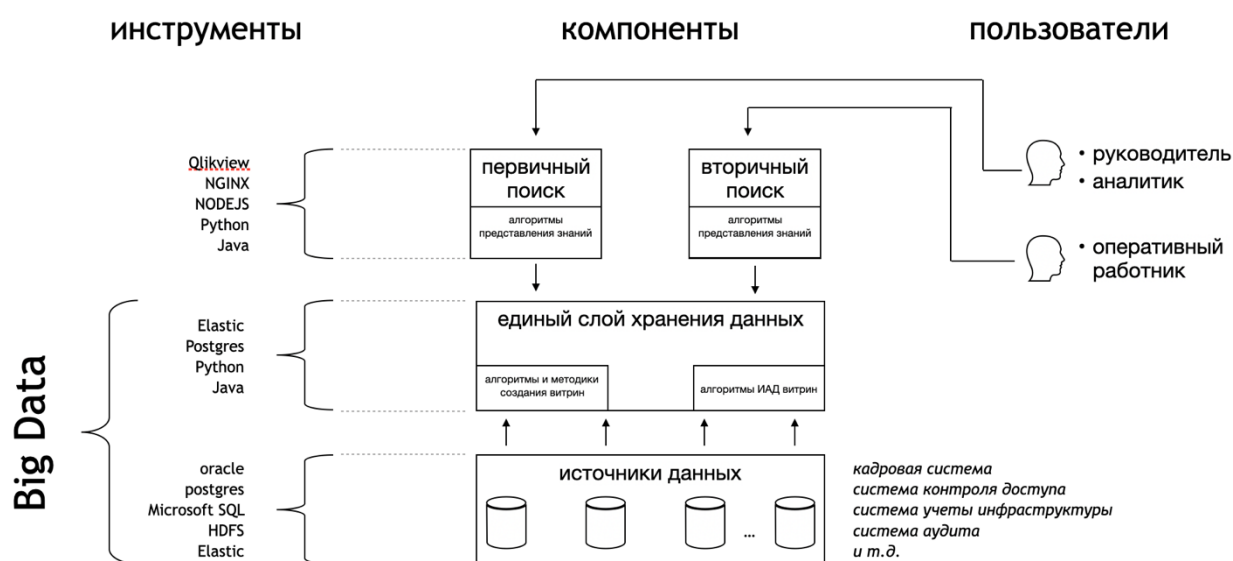 инструменты
компоненты
пользователи
Qlikview
NGINX
NODEJS
Python
Java
первичный
поиск
алгоритмы
представления знаний
вторичный
поиск
алгоритмы
представления знаний
• руководитель
• аналитик
• оперативный
работник
Big Data
Elastic
Postgres
Python
Java
единый слой хранения данных
алгоритмы и методики
создания витрин
алгоритмы ИАД витрин
oracle
postgres
Microsoft SQL
HDFS
Elastic
источники данных
...
кадровая система
система контроля доступа
система учеты инфраструктуры
система аудита
и т.д.